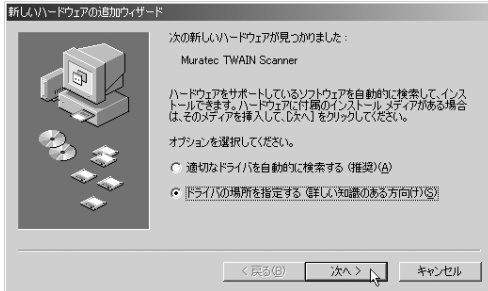 新しいハードウェアの追加ウィザード
次の新しいハードウェアが見つかりました：
Muratec TWAIN Scanner
ハードウェアをサポートしているソフトウェアを自動的に検索して、インス
トールできます。ハードウェアに付属のインストール メディアがある場合
は、そのメディアを挿入して、［次へ］をクリックしてください。
オプションを選択してください。
適切なドライバを自動的に検索する（推奨）(A)
ドライバの場所を指定する（詳しい知識のある方向け）(S)
< 戻る(B)
次へ >
キャンセル